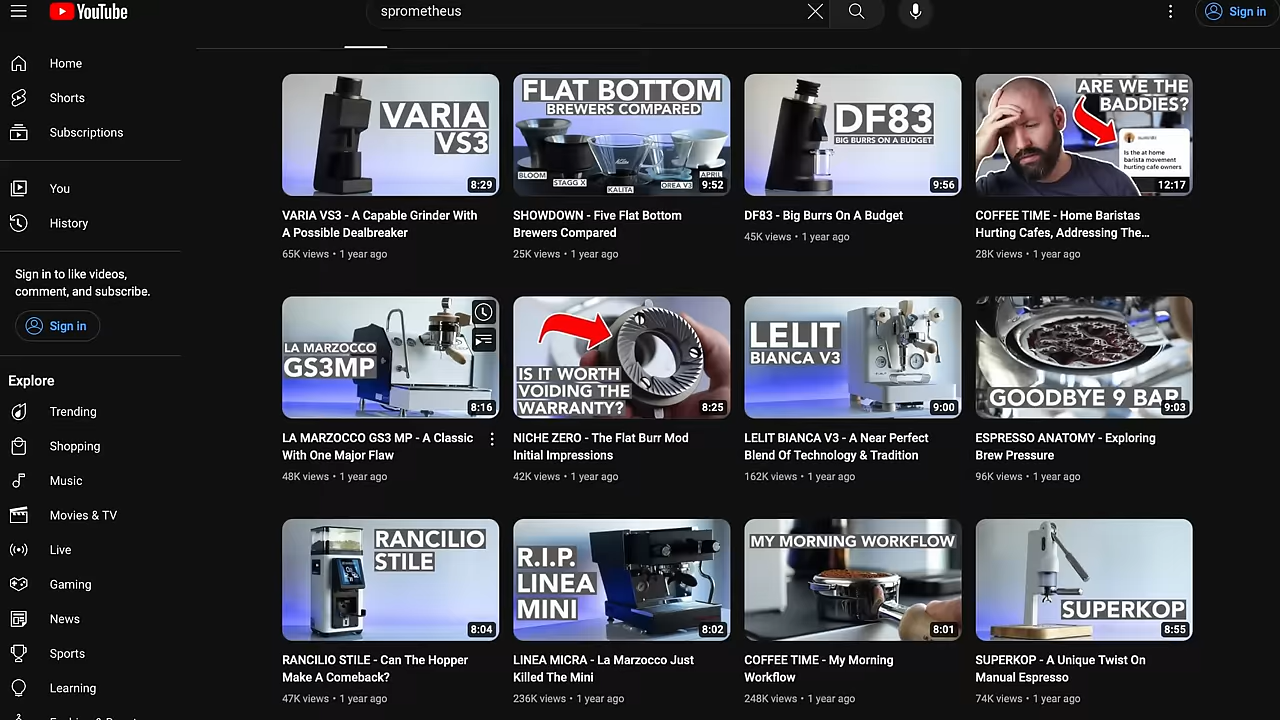 YouTube
sprometheus
Sign in
Home
Shorts
Subscriptions
You
History
Sign in to like videos,
comment, and subscribe.
Sign in
Explore
Trending
Shopping
Music
Movies & TV
Live
Gaming
News
Sports
Learning
VARIA
VS3
8:29
VARIA VS3 - A Capable Grinder With
A Possible Dealbreaker
65K views • 1 year ago
FLAT BOTTOM
BREWERS COMPARED
BLOOM
STAGG X
KALITA
OREA V3
APRIL
9:52
SHOWDOWN - Five Flat Bottom
Brewers Compared
25K views • 1 year ago
DF83
BIG BURRS ON A BUDGET
9:56
DF83 - Big Burrs On A Budget
45K views • 1 year ago
ARE WE THE
BADDIES?
Is the at home
barista movement
hurting cafe owners
12:17
COFFEE TIME - Home Baristas
Hurting Cafes, Addressing The...
28K views • 1 year ago
LA MARZOCCO
GS3MP
8:16
LA MARZOCCO GS3 MP - A Classic
With One Major Flaw
48K views • 1 year ago
IS IT WORTH
VOIDING THE
WARRANTY?
8:25
NICHE ZERO - The Flat Burr Mod
Initial Impressions
42K views • 1 year ago
LELIT
BIANCA V3
9:00
LELIT BIANCA V3 - A Near Perfect
Blend Of Technology & Tradition
162K views • 1 year ago
GOODBYE 9 BAR
9:03
ESPRESSO ANATOMY - Exploring
Brew Pressure
96K views • 1 year ago
RANCILIO
STILE
8:04
RANCILIO STILE - Can The Hopper
Make A Comeback?
47K views • 1 year ago
R.I.P.
LINEA
MINI
8:02
LINEA MICRA - La Marzocco Just
Killed The Mini
236K views • 1 year ago
MY MORNING WORKFLOW
8:01
COFFEE TIME - My Morning
Workflow
248K views • 1 year ago
SUPERKOP
8:55
SUPERKOP - A Unique Twist On
Manual Espresso
74K views • 1 year ago